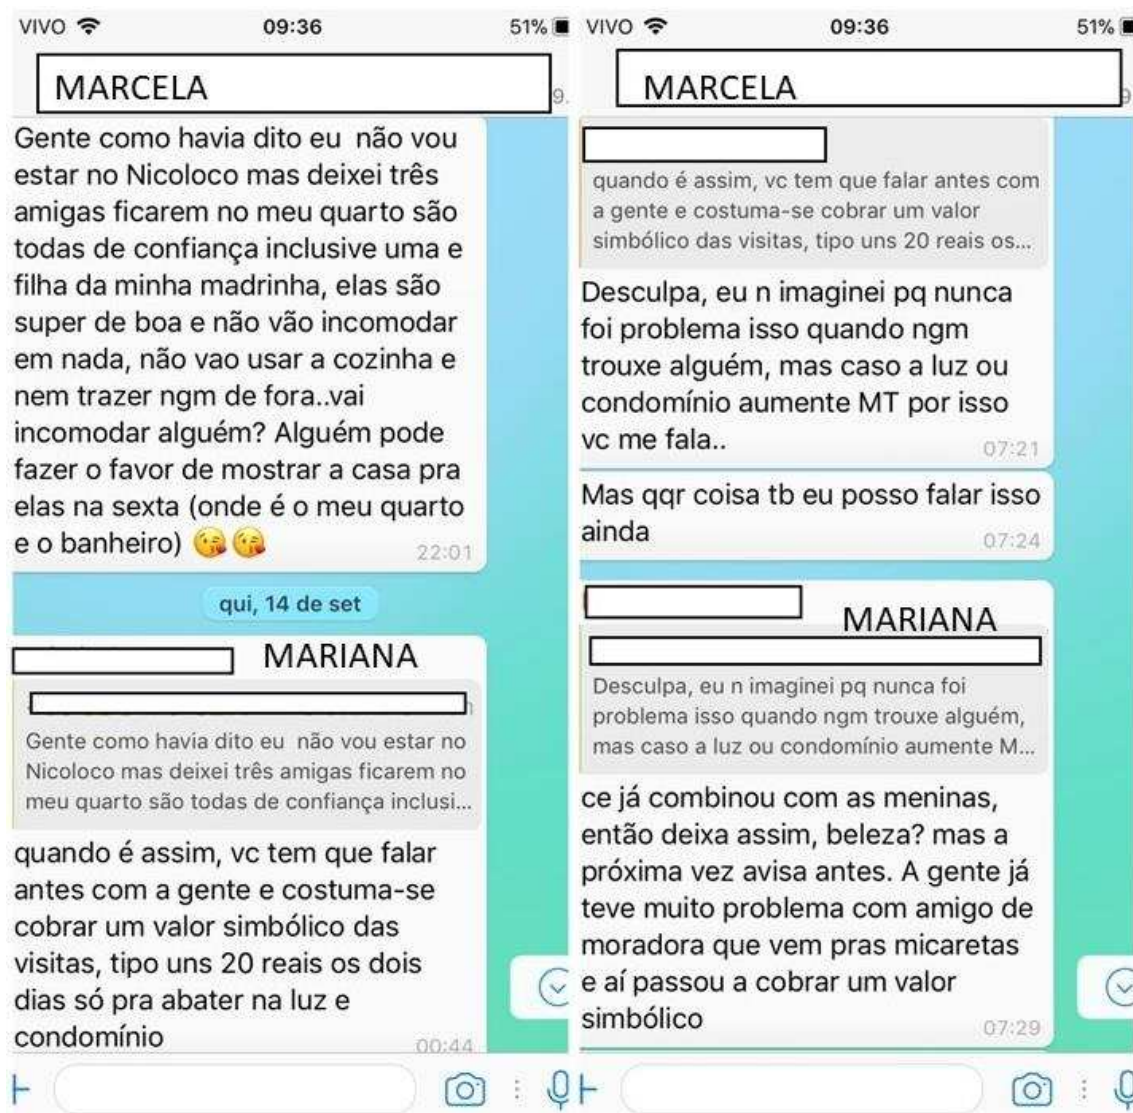 VIVO 09:36 51%
MARCELA
9.
Gente como havia dito eu não vou
estar no Nicoloco mas deixei três
amigas ficarem no meu quarto são
todas de confiança inclusive uma e
filha da minha madrinha, elas são
super de boa e não vão incomodar
em nada, não vao usar a cozinha e
nem trazer ngm de fora..vai
incomodar alguém? Alguém pode
fazer o favor de mostrar a casa pra
elas na sexta (onde é o meu quarto
e o banheiro) 😘😘
22:01
qui, 14 de set
MARIANA
Gente como havia dito eu não vou estar no
Nicoloco mas deixei três amigas ficarem no
meu quarto são todas de confiança inclusi...
quando é assim, vc tem que falar
antes com a gente e costuma-se
cobrar um valor simbólico das
visitas, tipo uns 20 reais os dois
dias só pra abater na luz e
condomínio
00:44
VIVO 09:36 51%
MARCELA
9
quando é assim, vc tem que falar antes com
a gente e costuma-se cobrar um valor
simbólico das visitas, tipo uns 20 reais os...
Desculpa, eu n imaginei pq nunca
foi problema isso quando ngm
trouxe alguém, mas caso a luz ou
condomínio aumente MT por isso
vc me fala..
07:21
Mas qqr coisa tb eu posso falar isso
ainda
07:24
MARIANA
Desculpa, eu n imaginei pq nunca foi
problema isso quando ngm trouxe alguém,
mas caso a luz ou condomínio aumente M...
ce já combinou com as meninas,
então deixa assim, beleza? mas a
próxima vez avisa antes. A gente já
teve muito problema com amigo de
moradora que vem pras micaretas
e aí passou a cobrar um valor
simbólico
07:29